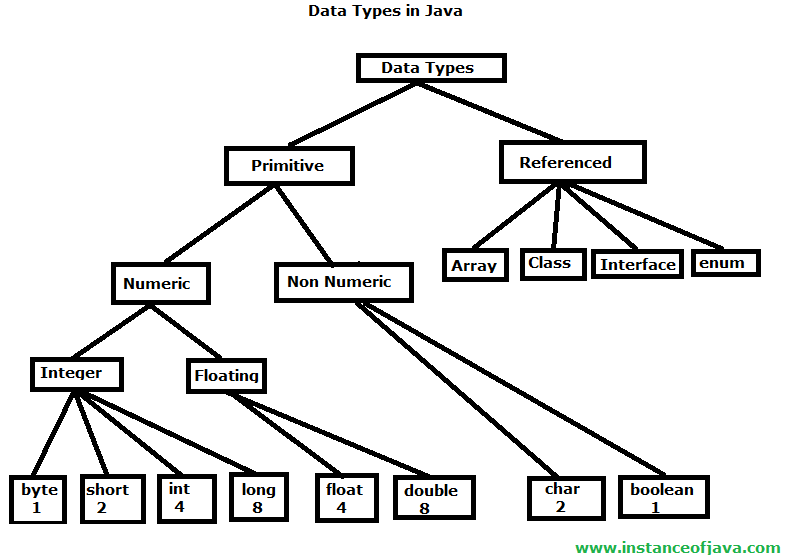 Data Types in Java
Data Types
Primitive
Referenced
Array
Class
Interface
enum
Numeric
Non Numeric
Integer
Floating
byte
1
short
2
int
4
long
8
float
4
double
8
char
2
boolean
1
www.instanceofjava.com